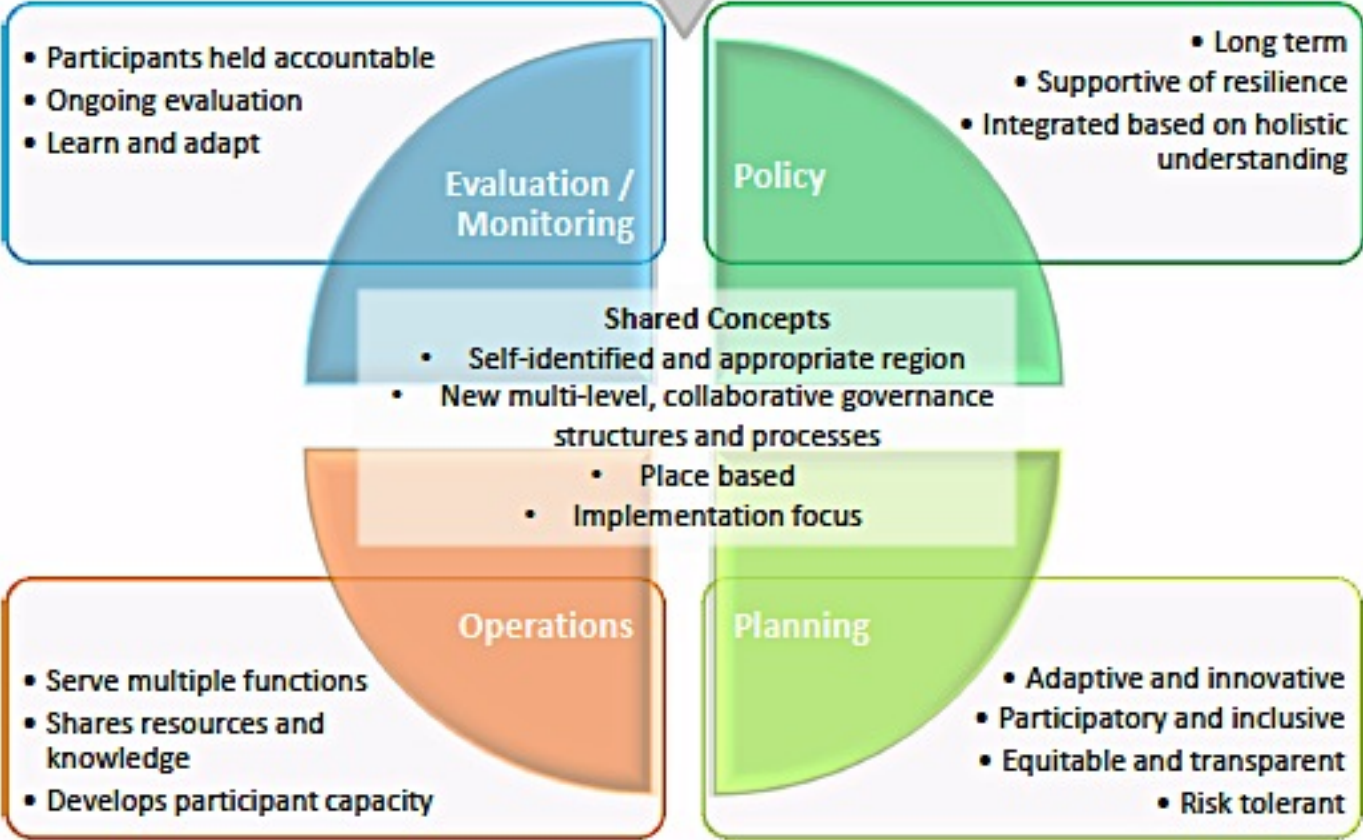 • Participants held accountable
• Ongoing evaluation
• Learn and adapt
Evaluation /
Monitoring
• Long term
• Supportive of resilience
• Integrated based on holistic
understanding
Policy
Shared Concepts
• Self-identified and appropriate region
• New multi-level, collaborative governance
structures and processes
• Place based
• Implementation focus
Operations
• Serve multiple functions
• Shares resources and
knowledge
• Develops participant capacity
Planning
• Adaptive and innovative
• Participatory and inclusive
• Equitable and transparent
• Risk tolerant